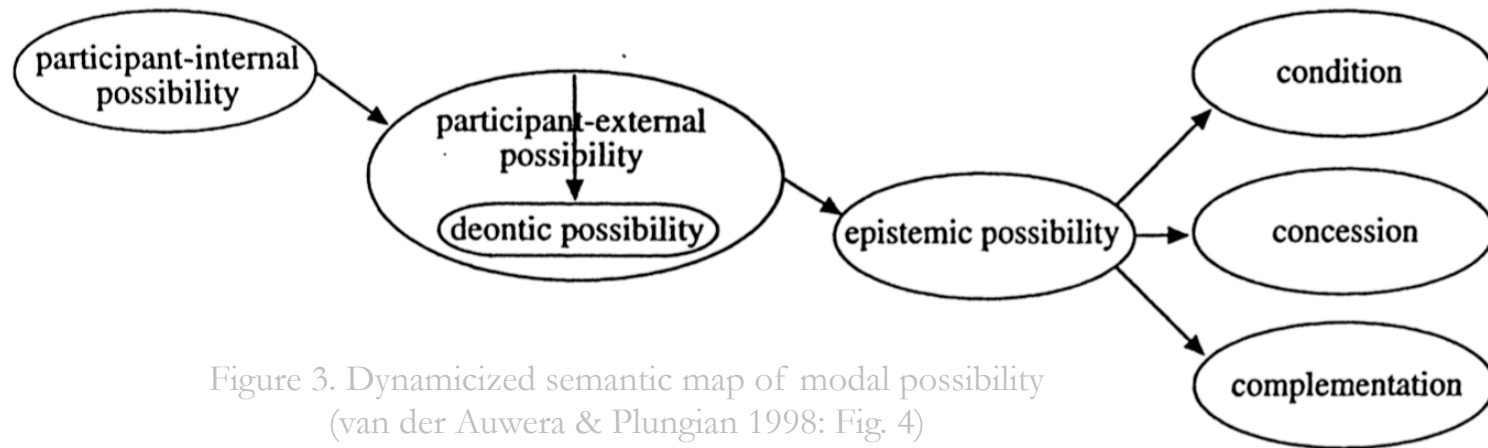 participant-internal
possibility
participant-external
possibility
deontic possibility
epistemic possibility
condition
concession
complementation
Figure 3. Dynamicized semantic map of modal possibility
(van der Auwera & Plungian 1998: Fig. 4)